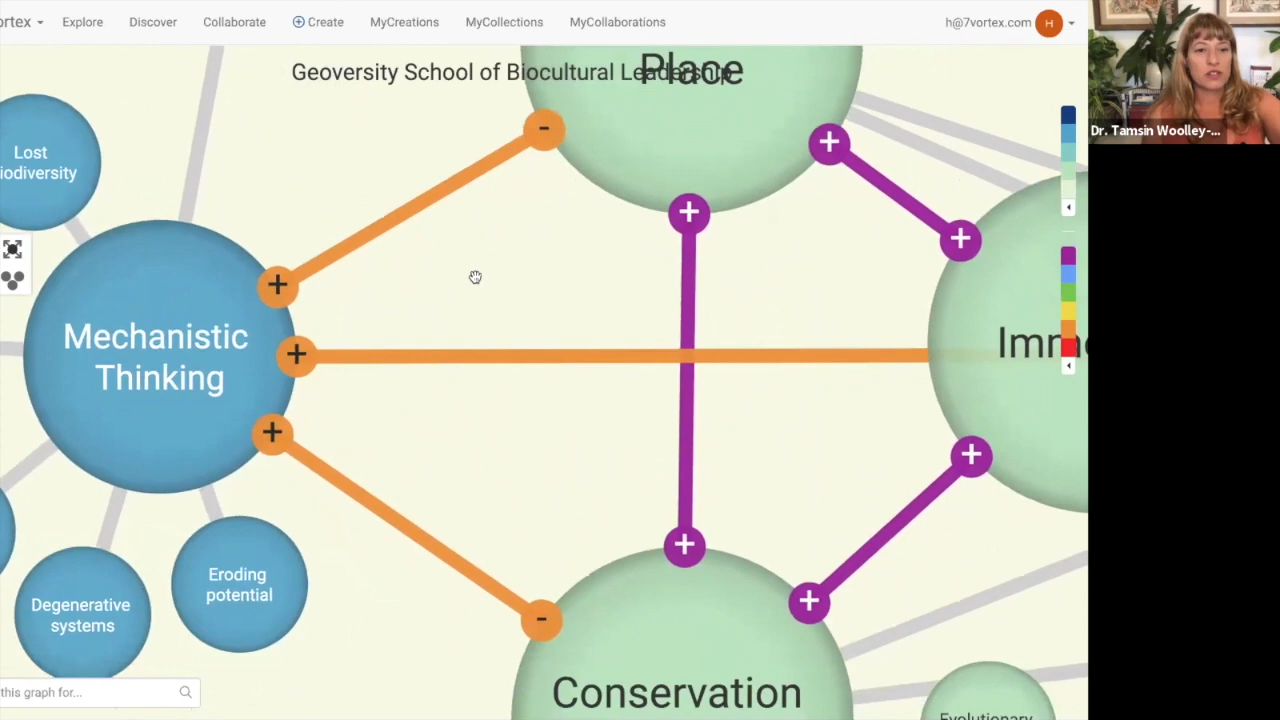 ortex
Explore
Discover
Collaborate
Create
MyCreations
MyCollections
MyCollaborations
h@7vortex.com
H
Geoversity School of Biocultural Leadership
Place
Dr. Tamsin Woolley-...
Lost
iodiversity
-
+
+
+
+
+
Mechanistic
Thinking
+
Imm
+
+
+
+
-
Eroding
potential
Degenerative
systems
Conservation
this graph for...
Evolutionary